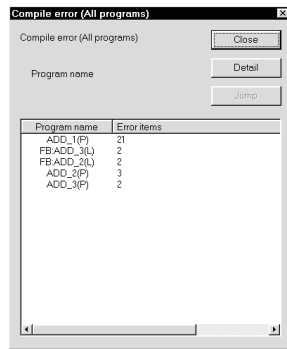 Compile error (All programs)
Compile error (All programs)
Close
Program name
Detail
Jump
Program name Error items
ADD_1(P) 21
FB:ADD_3(L) 2
FB:ADD_2(L) 2
ADD_2(P) 3
ADD_3(P) 2